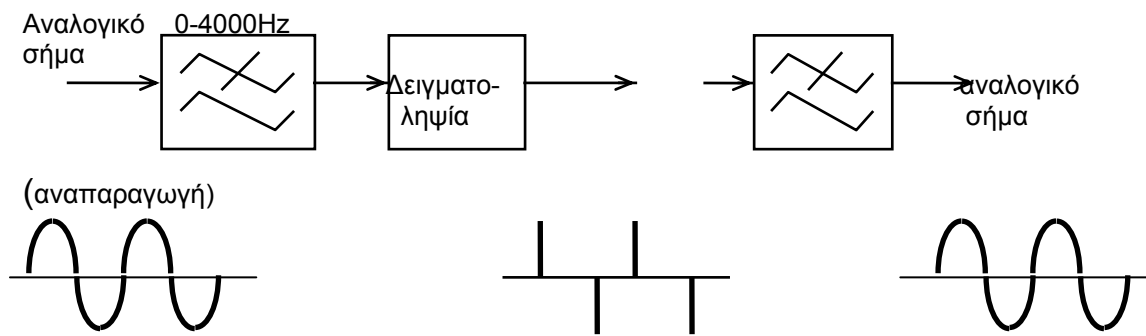 Αναλογικό
σήμα
0-4000Hz
Δειγματο-
ληψία
αναλογικό
σήμα
(αναπαραγωγή)